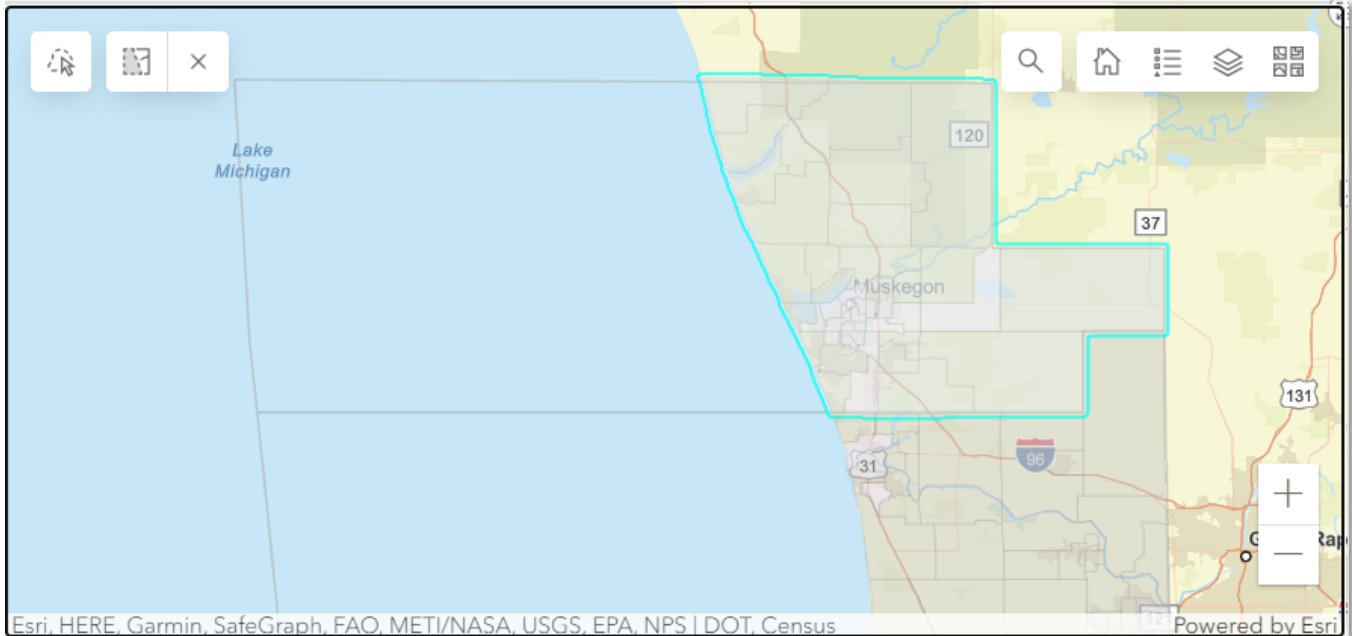 120
Lake
Michigan
37
Muskegon
131
31
96
121
Esri, HERE, Garmin, SafeGraph, FAO, METI/NASA, USGS, EPA, NPS | DOT, Census
Powered by Esri